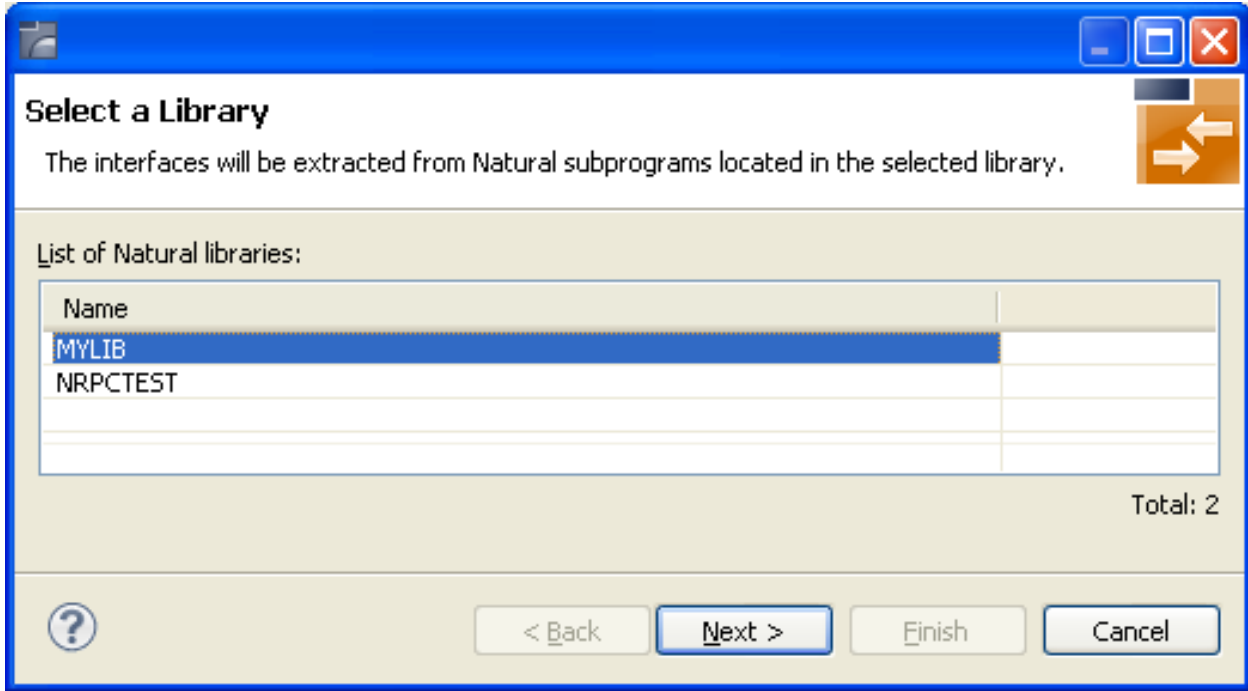 Select a Library
The interfaces will be extracted from Natural subprograms located in the selected library.
List of Natural libraries:
Name
MYLIB
NRPCTEST
Total: 2
? < Back Next > Finish Cancel